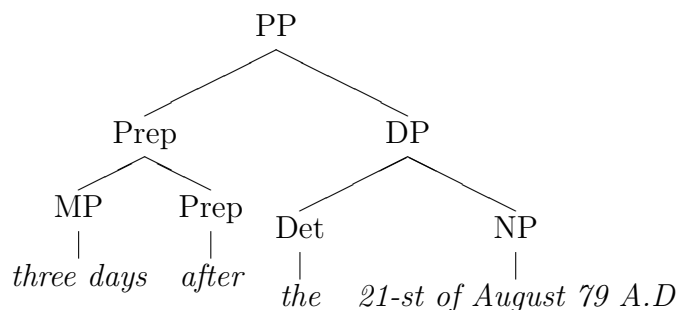 PP
Prep DP
MP Prep
Det NP
three days after
the 21-st of August 79 A.D